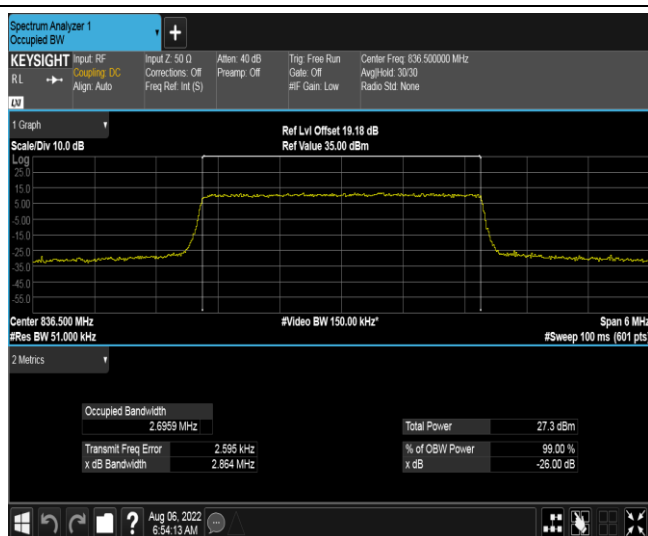 Spectrum Analyzer 1
Occupied BW
+
KEYSIGHT
RL
LXI
Input: RF
Coupling: DC
Align: Auto
Input Z: 50 Ω
Corrections: Off
Freq Ref: Int (S)
Atten: 40 dB
Preamp: Off
Trig: Free Run
Gate: Off
#IF Gain: Low
Center Freq: 836.500000 MHz
Avg|Hold: 30/30
Radio Std: None
1 Graph
Scale/Div 10.0 dB
Ref Lvl Offset 19.18 dB
Ref Value 35.00 dBm
Log
25.0
15.0
5.00
-5.00
-15.0
-25.0
-35.0
-45.0
-55.0
Center 836.500 MHz
#Res BW 51.000 kHz
#Video BW 150.00 kHz*
Span 6 MHz
#Sweep 100 ms (601 pts)
2 Metrics
Occupied Bandwidth
2.6959 MHz
Transmit Freq Error 2.595 kHz
x dB Bandwidth 2.864 MHz
Total Power 27.3 dBm
% of OBW Power 99.00 %
x dB -26.00 dB
?
Aug 06, 2022
6:54:13 AM